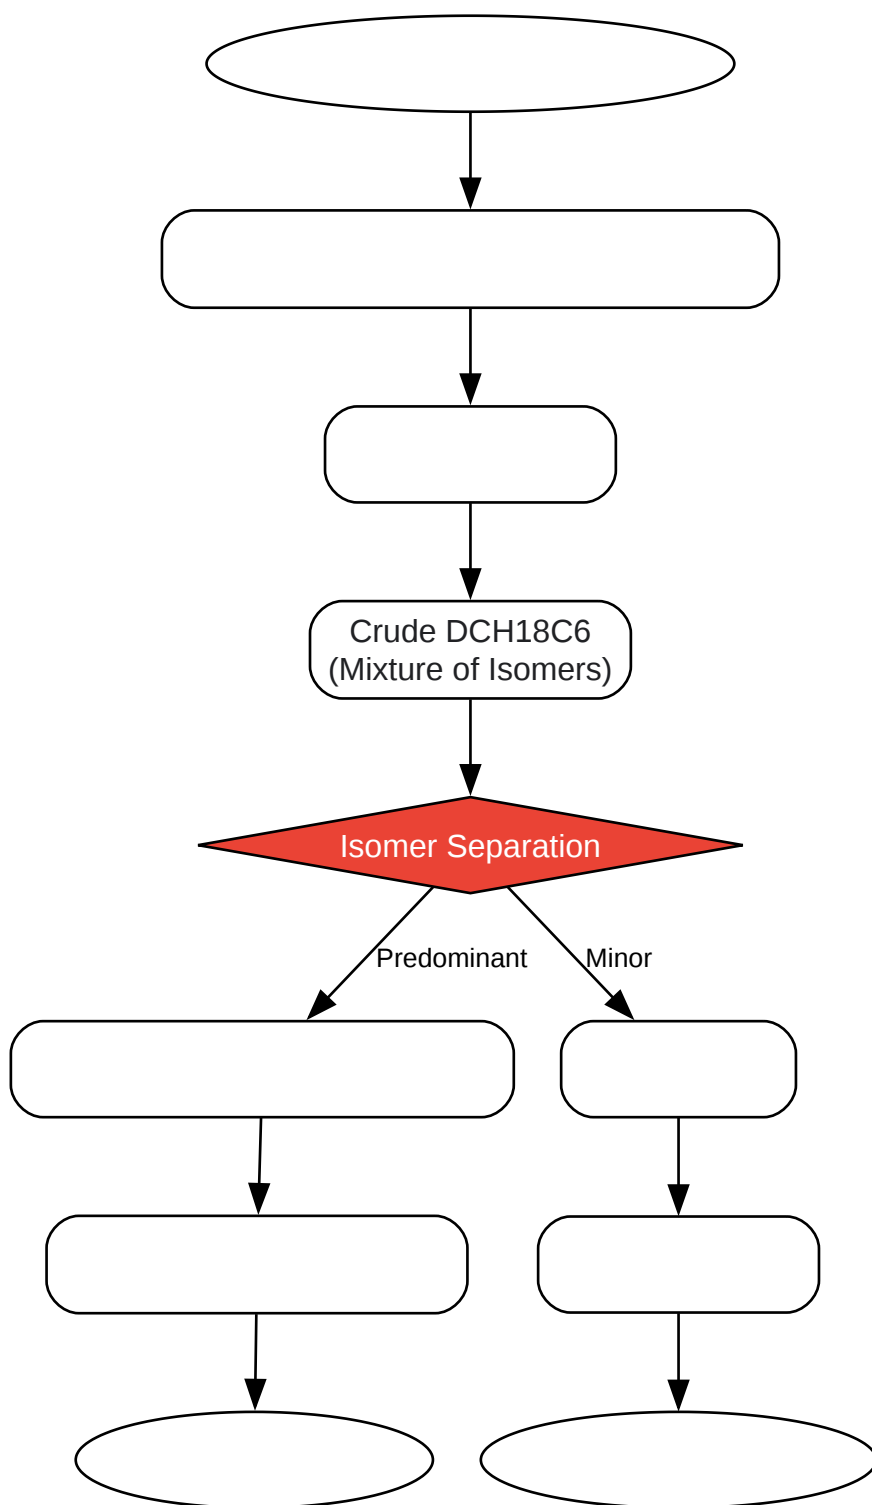 Crude DCH18C6
(Mixture of Isomers)
Isomer Separation
Predominant
Minor